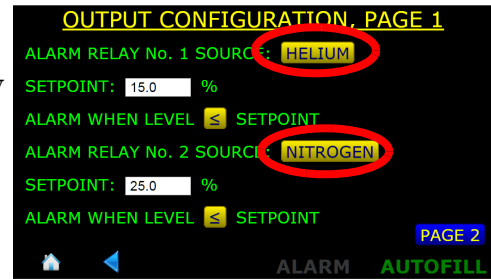 OUTPUT CONFIGURATION, PAGE 1
ALARM RELAY No. 1 SOURCE: HELIUM
SETPOINT: 15.0 %
ALARM WHEN LEVEL ≤ SETPOINT
ALARM RELAY No. 2 SOURCE: NITROGEN
SETPOINT: 25.0 %
ALARM WHEN LEVEL ≤ SETPOINT
PAGE 2
ALARM AUTOFILL